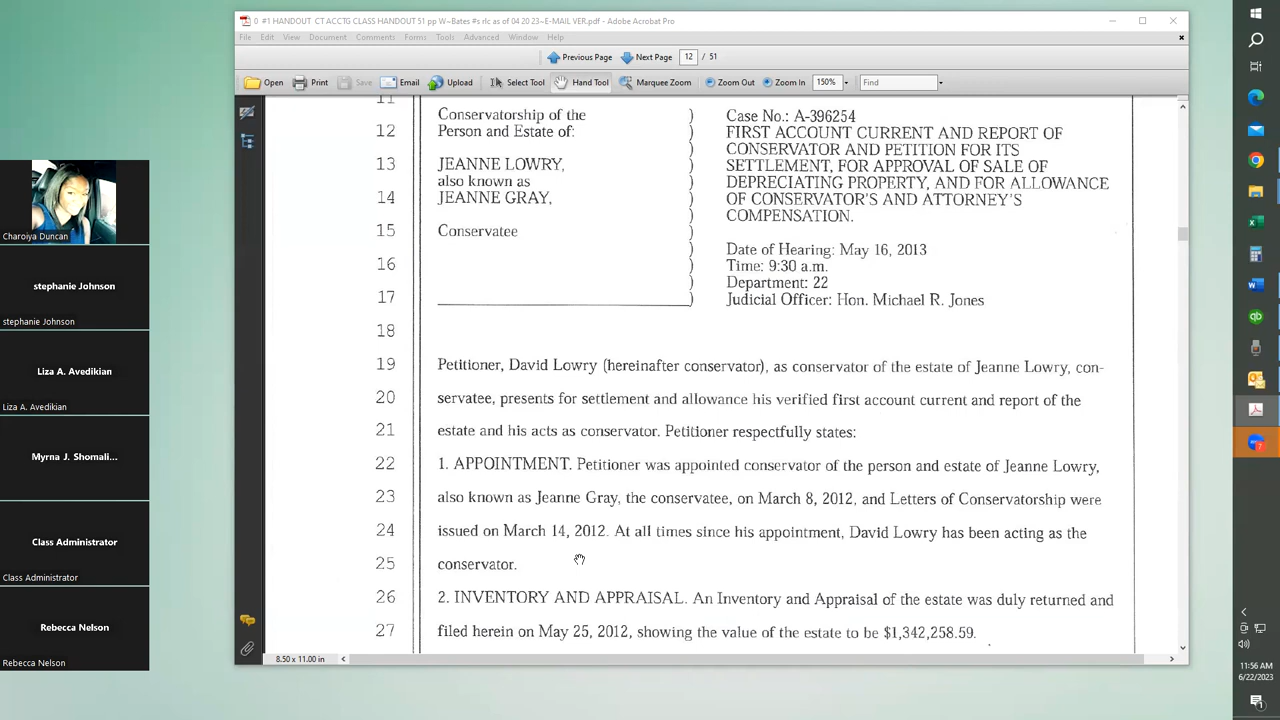 0 #1 HANDOUT CT ACCTG CLASS HANDOUT 51 pp W~Bates #s rlc as of 04 20 23~E-MAIL VER.pdf - Adobe Acrobat Pro
File Edit View Document Comments Forms Tools Advanced Window Help
Previous Page Next Page 12 / 51
Open Print Save Email Upload Select Tool Hand Tool Marquee Zoom Zoom Out Zoom In 150% Find
11
Conservatorship of the ) Case No.: A-396254
12 Person and Estate of: ) FIRST ACCOUNT CURRENT AND REPORT OF
) CONSERVATOR AND PETITION FOR ITS
13 JEANNE LOWRY, ) SETTLEMENT, FOR APPROVAL OF SALE OF
also known as ) DEPRECIATING PROPERTY, AND FOR ALLOWANCE
14 JEANNE GRAY, ) OF CONSERVATOR'S AND ATTORNEY'S
) COMPENSATION.
15 Conservatee )
) Date of Hearing: May 16, 2013
16 ) Time: 9:30 a.m.
) Department: 22
17 ) Judicial Officer: Hon. Michael R. Jones
18
19 Petitioner, David Lowry (hereinafter conservator), as conservator of the estate of Jeanne Lowry, con-
20 servatee, presents for settlement and allowance his verified first account current and report of the
21 estate and his acts as conservator. Petitioner respectfully states:
22 1. APPOINTMENT. Petitioner was appointed conservator of the person and estate of Jeanne Lowry,
23 also known as Jeanne Gray, the conservatee, on March 8, 2012, and Letters of Conservatorship were
24 issued on March 14, 2012. At all times since his appointment, David Lowry has been acting as the
25 conservator.
26 2. INVENTORY AND APPRAISAL. An Inventory and Appraisal of the estate was duly returned and
27 filed herein on May 25, 2012, showing the value of the estate to be $1,342,258.59.
8.50 x 11.00 in
Charoiya Duncan
stephanie Johnson
stephanie Johnson
Liza A. Avedikian
Liza A. Avedikian
Myrna J. Shomali...
Class Administrator
Class Administrator
Rebecca Nelson
Rebecca Nelson
11:56 AM
6/22/2023